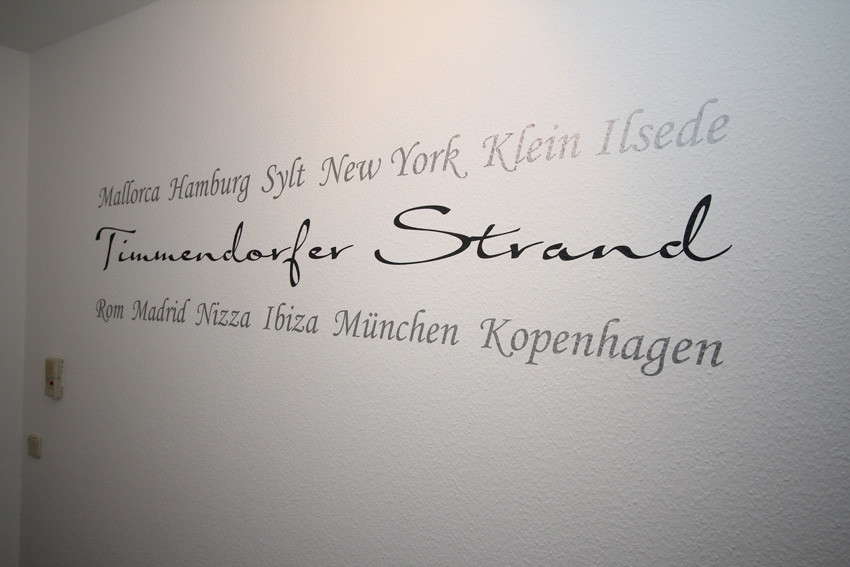 Mallorca Hamburg Sylt New York Klein Ilsede
Timmendorfer Strand
Rom Madrid Nizza Ibiza München Kopenhagen